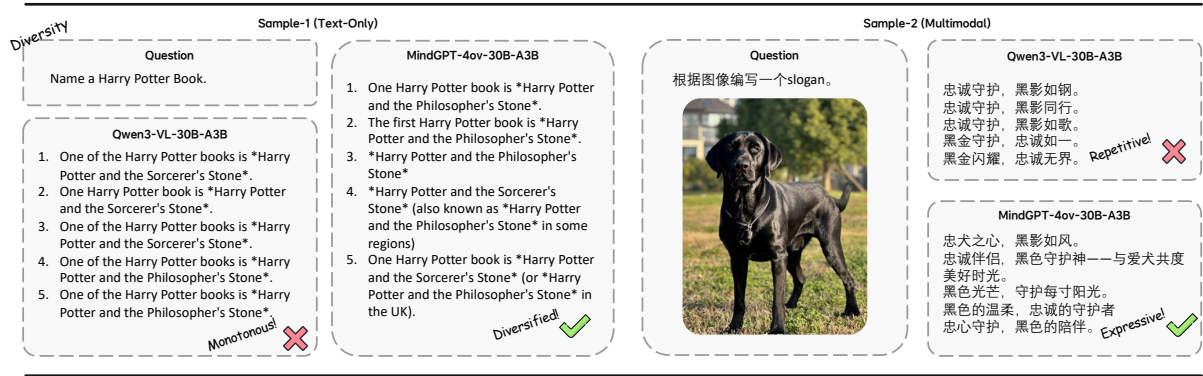 Diversity
Sample-1 (Text-Only)
Question
Name a Harry Potter Book.
Qwen3-VL-30B-A3B
1. One of the Harry Potter books is *Harry
Potter and the Sorcerer's Stone*.
2. One Harry Potter book is *Harry Potter
and the Sorcerer's Stone*.
3. One of the Harry Potter books is *Harry
Potter and the Sorcerer's Stone*.
4. One of the Harry Potter books is *Harry
Potter and the Philosopher's Stone*.
5. One of the Harry Potter books is *Harry
Potter and the Philosopher's Stone*.
Monotonous!
MindGPT-4ov-30B-A3B
1. One Harry Potter book is *Harry Potter
and the Philosopher's Stone*.
2. The first Harry Potter book is *Harry
Potter and the Philosopher's Stone*.
3. *Harry Potter and the Philosopher's
Stone*
4. *Harry Potter and the Sorcerer's
Stone* (also known as *Harry Potter
and the Philosopher's Stone* in some
regions)
5. One Harry Potter book is *Harry Potter
and the Sorcerer's Stone* (or *Harry
Potter and the Philosopher's Stone* in
the UK).
Diversified!
Sample-2 (Multimodal)
Question
根据图像编写一个slogan。
Qwen3-VL-30B-A3B
忠诚守护，黑影如钢。
忠诚守护，黑影同行。
忠诚守护，黑影如歌。
黑金守护，忠诚如一。
黑金闪耀，忠诚无界。
Repetitive!
MindGPT-4ov-30B-A3B
忠犬之心，黑影如风。
忠诚伴侣，黑色守护神——与爱犬共度
美好时光。
黑色光芒，守护每寸阳光。
黑色的温柔，忠诚的守护者
忠心守护，黑色的陪伴。
Expressive!